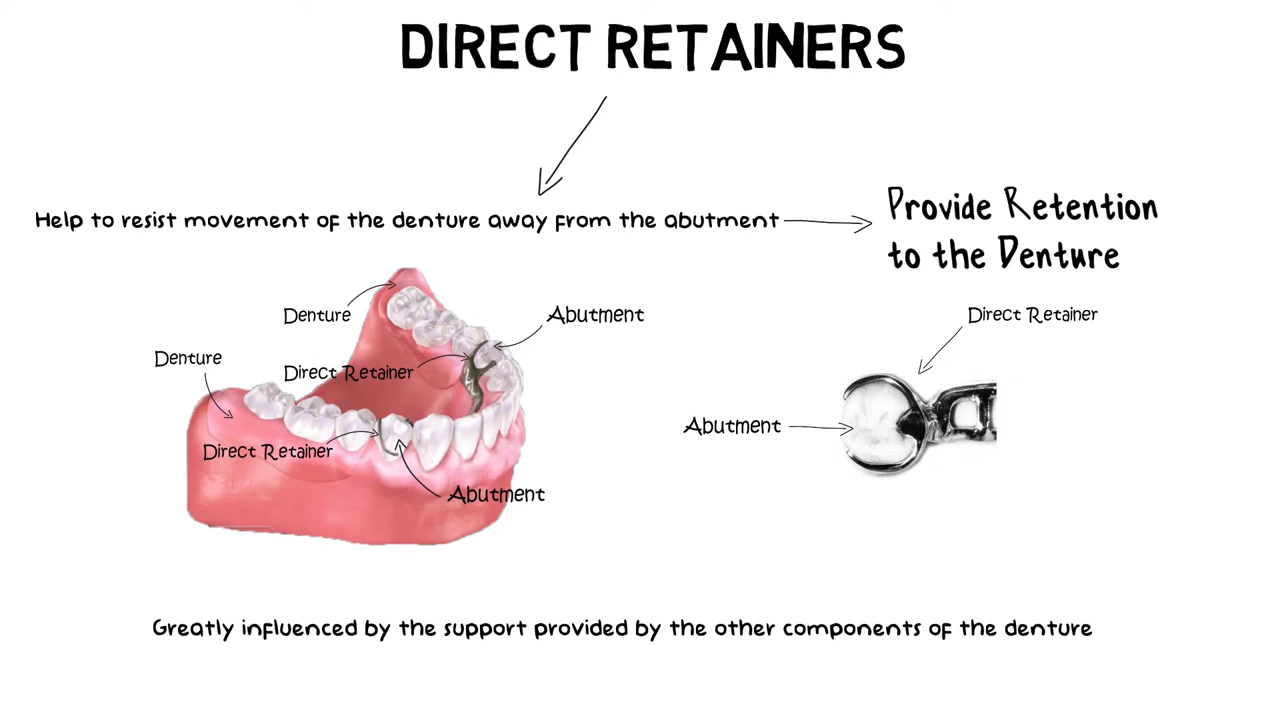 DIRECT RETAINERS
Help to resist movement of the denture away from the abutment
Provide Retention
to the Denture
Denture
Abutment
Denture
Direct Retainer
Direct Retainer
Abutment
Direct Retainer
Abutment
Greatly influenced by the support provided by the other components of the denture